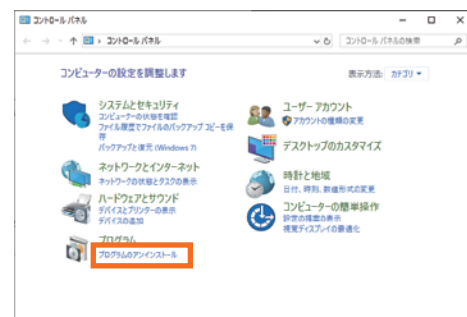 コントロール パネル
コントロール パネル
コントロール パネルの検索
コンピューターの設定を調整します
表示方法: カテゴリ
システムとセキュリティ
コンピューターの状態を確認
ファイル履歴でファイルのバックアップ コピーを保
存
バックアップと復元 (Windows 7)
ネットワークとインターネット
ネットワークの状態とタスクの表示
ハードウェアとサウンド
デバイスとプリンターの表示
デバイスの追加
プログラム
プログラムのアンインストール
ユーザー アカウント
アカウントの種類の変更
デスクトップのカスタマイズ
時計と地域
日付、時刻、数値形式の変更
コンピューターの簡単操作
設定の提案の表示
視覚ディスプレイの最適化